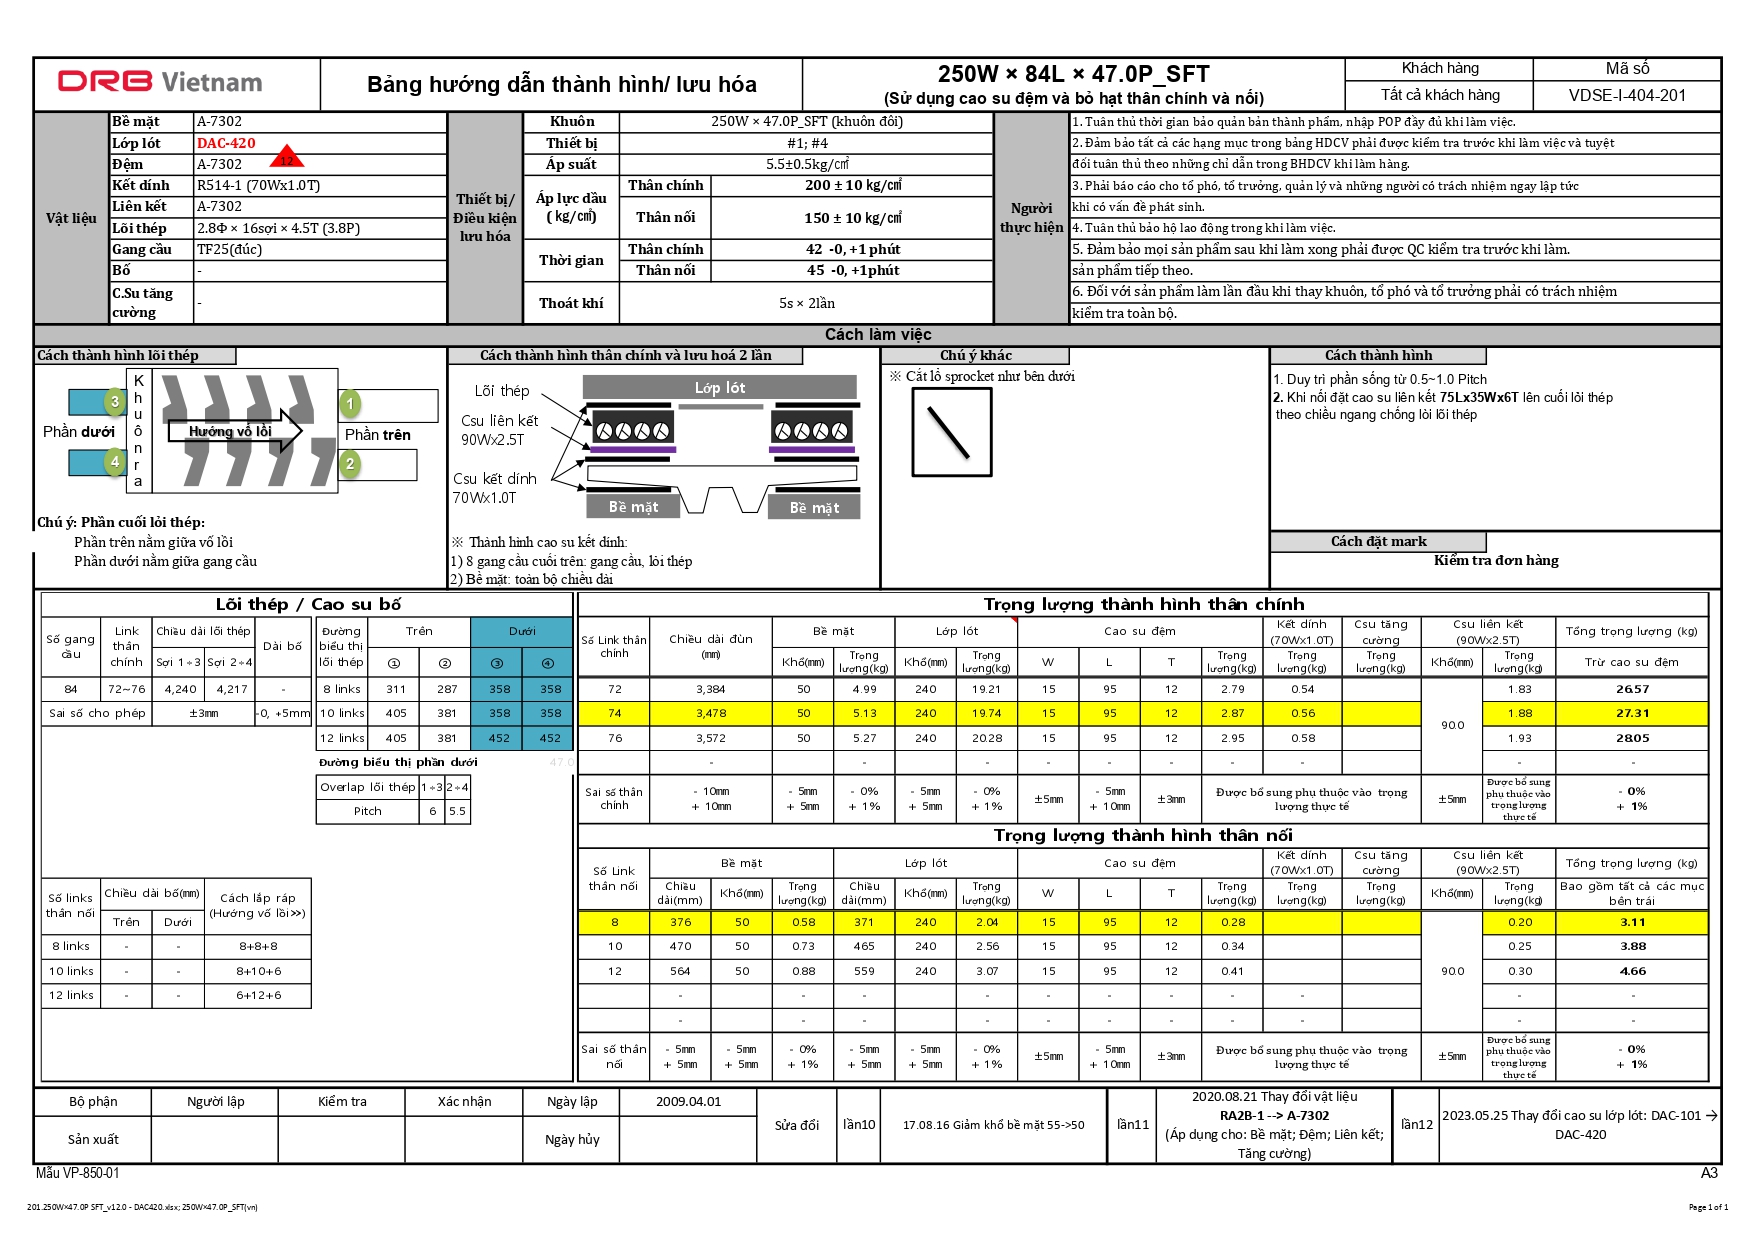 DRB Vietnam
Bảng hướng dẫn thành hình/ lưu hóa
250W × 84L × 47.0P_SFT
(Sử dụng cao su đệm và bỏ hạt thân chính và nối)
Khách hàng
Mã số
Tất cả khách hàng
VDSE-I-404-201
Vật liệu
Bề mặt A-7302
Lớp lót DAC-420
12
Đệm A-7302
Kết dính R514-1 (70Wx1.0T)
Liên kết A-7302
Lõi thép 2.8Φ × 16sợi × 4.5T (3.8P)
Gang cầu TF25(đúc)
Bố -
C.Su tăng cường -
Thiết bị/ Điều kiện lưu hóa
Khuôn 250W × 47.0P_SFT (khuôn đôi)
Thiết bị #1; #4
Áp suất 5.5±0.5kg/㎠
Áp lực dầu ( kg/㎠)
Thân chính 200 ± 10 kg/㎠
Thân nối 150 ± 10 kg/㎠
Thời gian
Thân chính 42 -0, +1 phút
Thân nối 45 -0, +1phút
Thoát khí 5s × 2lần
Người thực hiện
1. Tuân thủ thời gian bảo quản bản thành phẩm, nhập POP đầy đủ khi làm việc.
2. Đảm bảo tất cả các hạng mục trong bảng HDCV phải được kiểm tra trước khi làm việc và tuyệt
đối tuân thủ theo những chỉ dẫn trong BHDCV khi làm hàng.
3. Phải báo cáo cho tổ phó, tổ trưởng, quản lý và những người có trách nhiệm ngay lập tức
khi có vấn đề phát sinh.
4. Tuân thủ bảo hộ lao động trong khi làm việc.
5. Đảm bảo mọi sản phẩm sau khi làm xong phải được QC kiểm tra trước khi làm.
sản phẩm tiếp theo.
6. Đối với sản phẩm làm lần đầu khi thay khuôn, tổ phó và tổ trưởng phải có trách nhiệm
kiểm tra toàn bộ.
Cách làm việc
Cách thành hình lõi thép
3
4
Phần dưới
Khuôn ra
Hướng vồ lồi
1
2
Phần trên
Chú ý: Phần cuối lỏi thép:
Phần trên nằm giữa vố lồi
Phần dưới nằm giữa gang cầu
Cách thành hình thân chính và lưu hoá 2 lần
Lõi thép
Lớp lót
Csu liên kết
90Wx2.5T
Csu kết dính
70Wx1.0T
Bề mặt Bề mặt
※ Thành hình cao su kết dính:
1) 8 gang cầu cuối trên: gang cầu, lỏi thép
2) Bề mặt: toàn bộ chiều dài
Chú ý khác
※ Cắt lổ sprocket như bên dưới
Cách thành hình
1. Duy trì phần sống từ 0.5~1.0 Pitch
2. Khi nối đặt cao su liên kết 75Lx35Wx6T lên cuối lỏi thép
theo chiều ngang chống lòi lõi thép
Cách đặt mark
Kiểm tra đơn hàng
Lõi thép / Cao su bố
Số gang cầu
Link thân chính
Chiều dài lõi thép
Sợi 1÷3 Sợi 2÷4
Dài bố
84 72~76 4,240 4,217 -
Sai số cho phép ±3mm -0, +5mm
Đường biểu thị lõi thép
Trên Dưới
① ② ③ ④
8 links 311 287 358 358
10 links 405 381 358 358
12 links 405 381 452 452
Đường biểu thị phần dưới 47.0
Overlap lõi thép 1÷3 2÷4
Pitch 6 5.5
Số links thân nối
Chiều dài bố(mm)
Trên Dưới
Cách lắp ráp (Hướng vồ lồi>>)
8 links - - 8+8+8
10 links - - 8+10+6
12 links - - 6+12+6
Trọng lượng thành hình thân chính
Số Link thân chính
Chiều dài đùn (mm)
Bề mặt
Lớp lót
Cao su đệm
Kết dính (70Wx1.0T)
Csu tăng cường
Csu liên kết (90Wx2.5T)
Tổng trọng lượng (kg)
Khổ(mm) Trọng lượng(kg) Khổ(mm) Trọng lượng(kg) W L T Trọng lượng(kg) Trọng lượng(kg) Trọng lượng(kg) Khổ(mm) Trọng lượng(kg) Trừ cao su đệm
72 3,384 50 4.99 240 19.21 15 95 12 2.79 0.54 1.83 26.57
74 3,478 50 5.13 240 19.74 15 95 12 2.87 0.56 90.0 1.88 27.31
76 3,572 50 5.27 240 20.28 15 95 12 2.95 0.58 1.93 28.05
- - - - - - - - - - -
Sai số thân chính
- 10mm + 10mm
- 5mm + 5mm
- 0% + 1%
- 5mm + 5mm
- 0% + 1%
±5mm
- 5mm + 10mm
±3mm
Được bổ sung phụ thuộc vào trọng lượng thực tế
±5mm
Được bổ sung phụ thuộc vào trọng lượng thực tế
- 0% + 1%
Trọng lượng thành hình thân nối
Số Link thân nối
Bề mặt
Lớp lót
Cao su đệm
Kết dính (70Wx1.0T)
Csu tăng cường
Csu liên kết (90Wx2.5T)
Tổng trọng lượng (kg)
Chiều dài(mm) Khổ(mm) Trọng lượng(kg) Chiều dài(mm) Khổ(mm) Trọng lượng(kg) W L T Trọng lượng(kg) Trọng lượng(kg) Trọng lượng(kg) Khổ(mm) Trọng lượng(kg) Bao gồm tất cả các mục bên trái
8 376 50 0.58 371 240 2.04 15 95 12 0.28 0.20 3.11
10 470 50 0.73 465 240 2.56 15 95 12 0.34 0.25 3.88
12 564 50 0.88 559 240 3.07 15 95 12 0.41 90.0 0.30 4.66
- - - - - - - - - - -
- - - - - - - - - - -
Sai số thân nối
- 5mm + 5mm
- 5mm + 5mm
- 0% + 1%
- 5mm + 5mm
- 5mm + 5mm
- 0% + 1%
±5mm
- 5mm + 10mm
±3mm
Được bổ sung phụ thuộc vào trọng lượng thực tế
±5mm
Được bổ sung phụ thuộc vào trọng lượng thực tế
- 0% + 1%
Bộ phận Người lập Kiểm tra Xác nhận Ngày lập 2009.04.01
Sản xuất Ngày hủy
Sửa đổi
lần10
17.08.16 Giảm khổ bề mặt 55->50
lần11
2020.08.21 Thay đổi vật liệu
RA2B-1 --> A-7302
(Áp dụng cho: Bề mặt; Đệm; Liên kết;
Tăng cường)
lần12
2023.05.25 Thay đổi cao su lớp lót: DAC-101 →
DAC-420
Mẫu VP-850-01
A3
201.250W×47.0P SFT_v12.0 - DAC420.xlsx; 250W×47.0P_SFT(vn)
Page 1 of 1